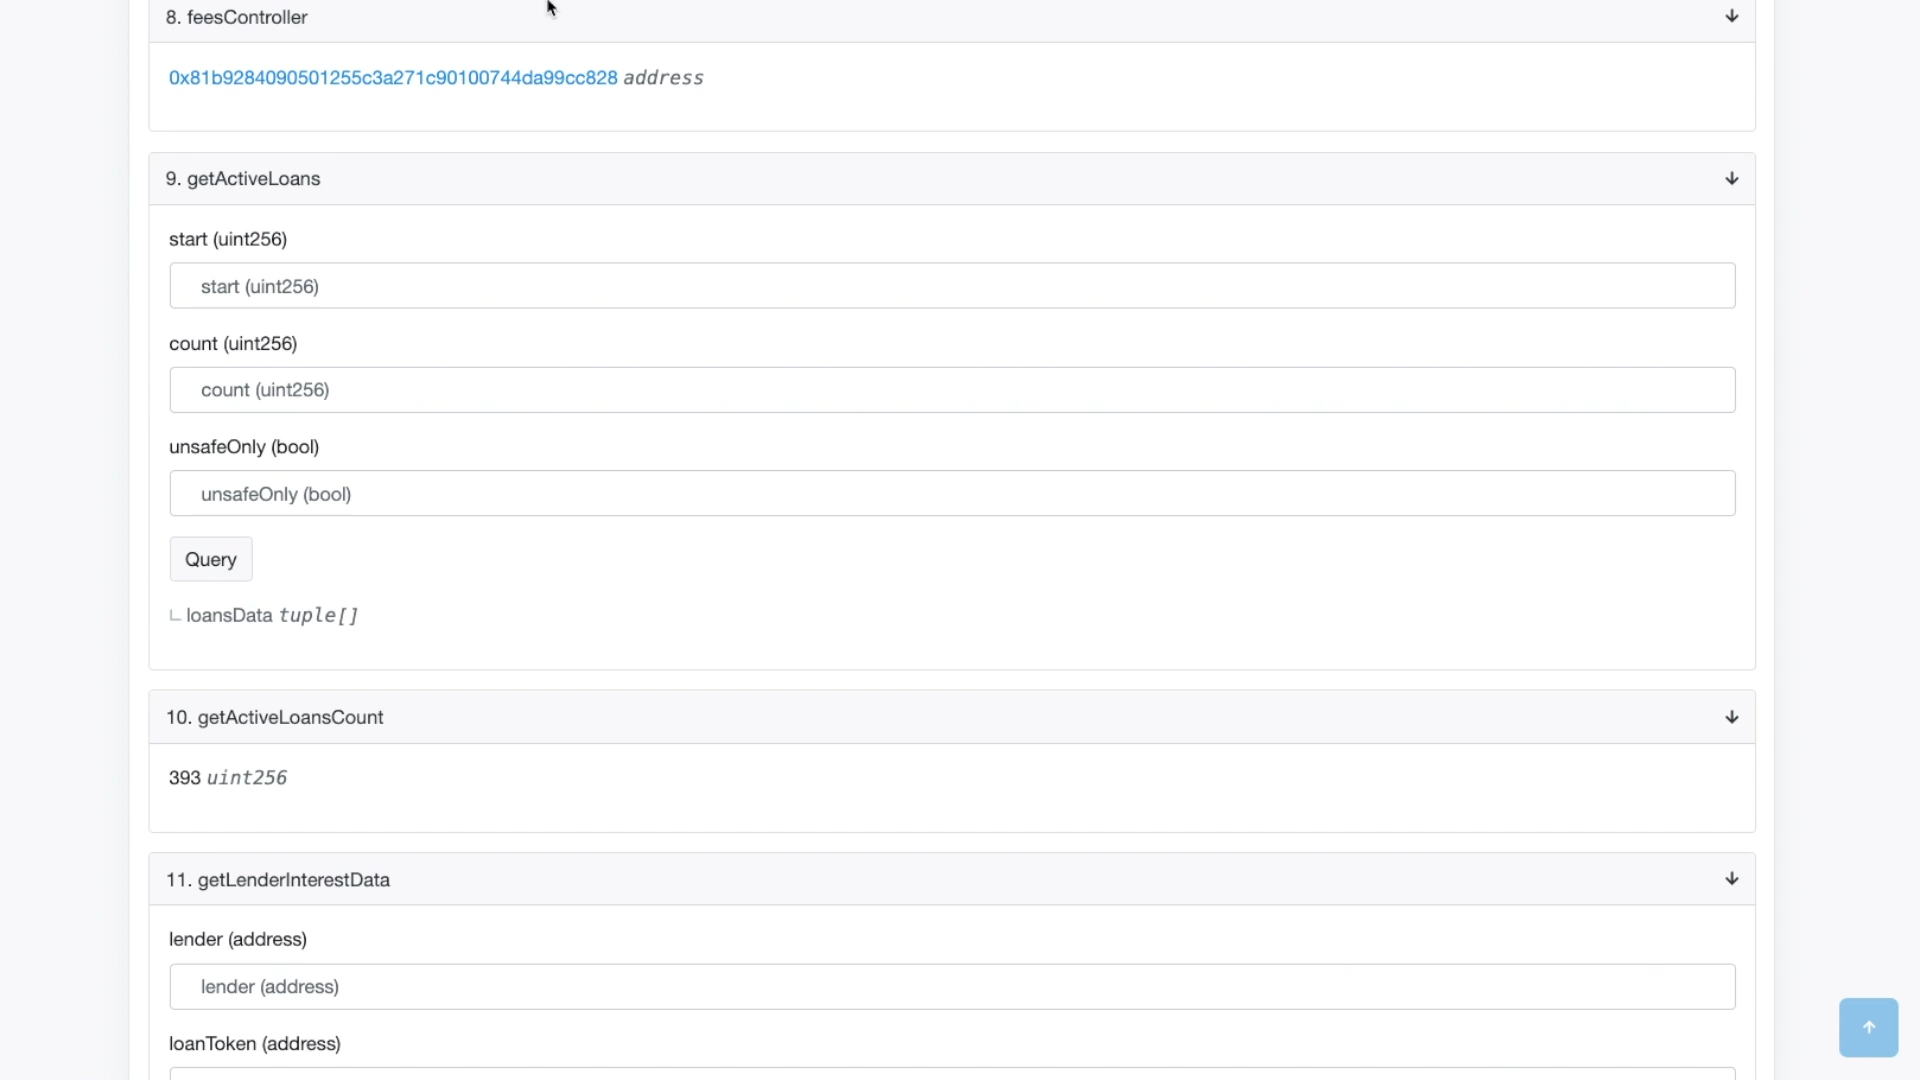 8. feesController
0x81b9284090501255c3a271c90100744da99cc828 address
9. getActiveLoans
start (uint256)
start (uint256)
count (uint256)
count (uint256)
unsafeOnly (bool)
unsafeOnly (bool)
Query
loansData tuple[]
10. getActiveLoansCount
393 uint256
11. getLenderInterestData
lender (address)
lender (address)
loanToken (address)